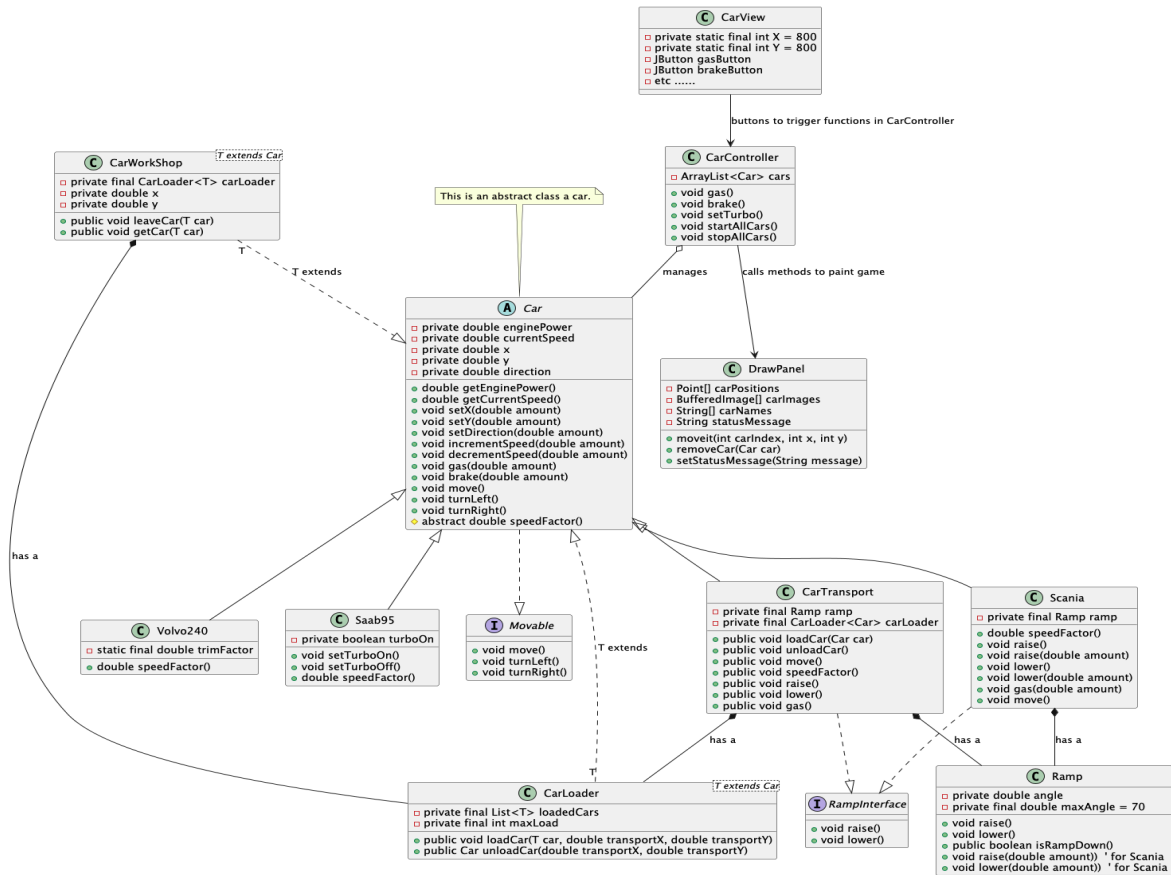 C CarView
private static final int X = 800
private static final int Y = 800
JButton gasButton
JButton brakeButton
etc ......
buttons to trigger functions in CarController
T extends Car
C CarWorkShop
private final CarLoader<T> carLoader
private double x
private double y
public void leaveCar(T car)
public void getCar(T car)
C CarController
ArrayList<Car> cars
void gas()
void brake()
void setTurbo()
void startAllCars()
void stopAllCars()
This is an abstract class a car.
T
T extends
manages
calls methods to paint game
A Car
private double enginePower
private double currentSpeed
private double x
private double y
private double direction
double getEnginePower()
double getCurrentSpeed()
void setX(double amount)
void setY(double amount)
void setDirection(double amount)
void incrementSpeed(double amount)
void decrementSpeed(double amount)
void gas(double amount)
void brake(double amount)
void move()
void turnLeft()
void turnRight()
abstract double speedFactor()
C DrawPanel
Point[] carPositions
BufferedImage[] carImages
String[] carNames
String statusMessage
moveit(int carIndex, int x, int y)
removeCar(Car car)
setStatusMessage(String message)
has a
C Volvo240
static final double trimFactor
double speedFactor()
C Saab95
private boolean turboOn
void setTurboOn()
void setTurboOff()
double speedFactor()
I Movable
void move()
void turnLeft()
void turnRight()
T extends
T
C CarTransport
private final Ramp ramp
private final CarLoader<Car> carLoader
public void loadCar(Car car)
public void unloadCar()
public void move()
public void speedFactor()
public void raise()
public void lower()
public void gas()
C Scania
private final Ramp ramp
double speedFactor()
void raise()
void raise(double amount)
void lower()
void lower(double amount)
void gas(double amount)
void move()
has a
has a
has a
T extends Car
C CarLoader
private final List<T> loadedCars
private final int maxLoad
public void loadCar(T car, double transportX, double transportY)
public Car unloadCar(double transportX, double transportY)
I RampInterface
void raise()
void lower()
C Ramp
private double angle
private final double maxAngle = 70
void raise()
void lower()
public boolean isRampDown()
void raise(double amount)) ' for Scania
void lower(double amount)) ' for Scania